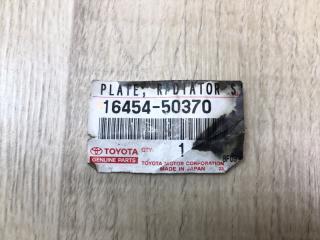 PLATE, RADIATOR S
16454-50370
TOYOTA QTY. 1
GENUINE PARTS
TOYOTA MOTOR CORPORATION
MADE IN JAPAN